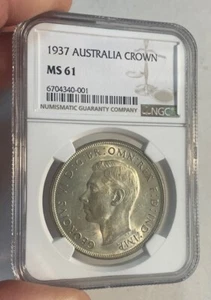 1937 AUSTRALIA CROWN
MS 61
6704340-001
NUMISMATIC GUARANTY COMPANY
NGC